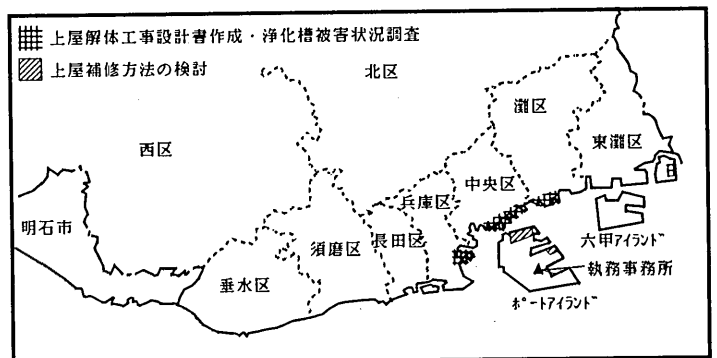 上屋解体工事設計書作成・浄化槽被害状況調査
上屋補修方法の検討
北区
灘区
東灘区
西区
中央区
兵庫区
明石市
長田区
須磨区
垂水区
六甲アイランド
執務事務所
ポートアイランド